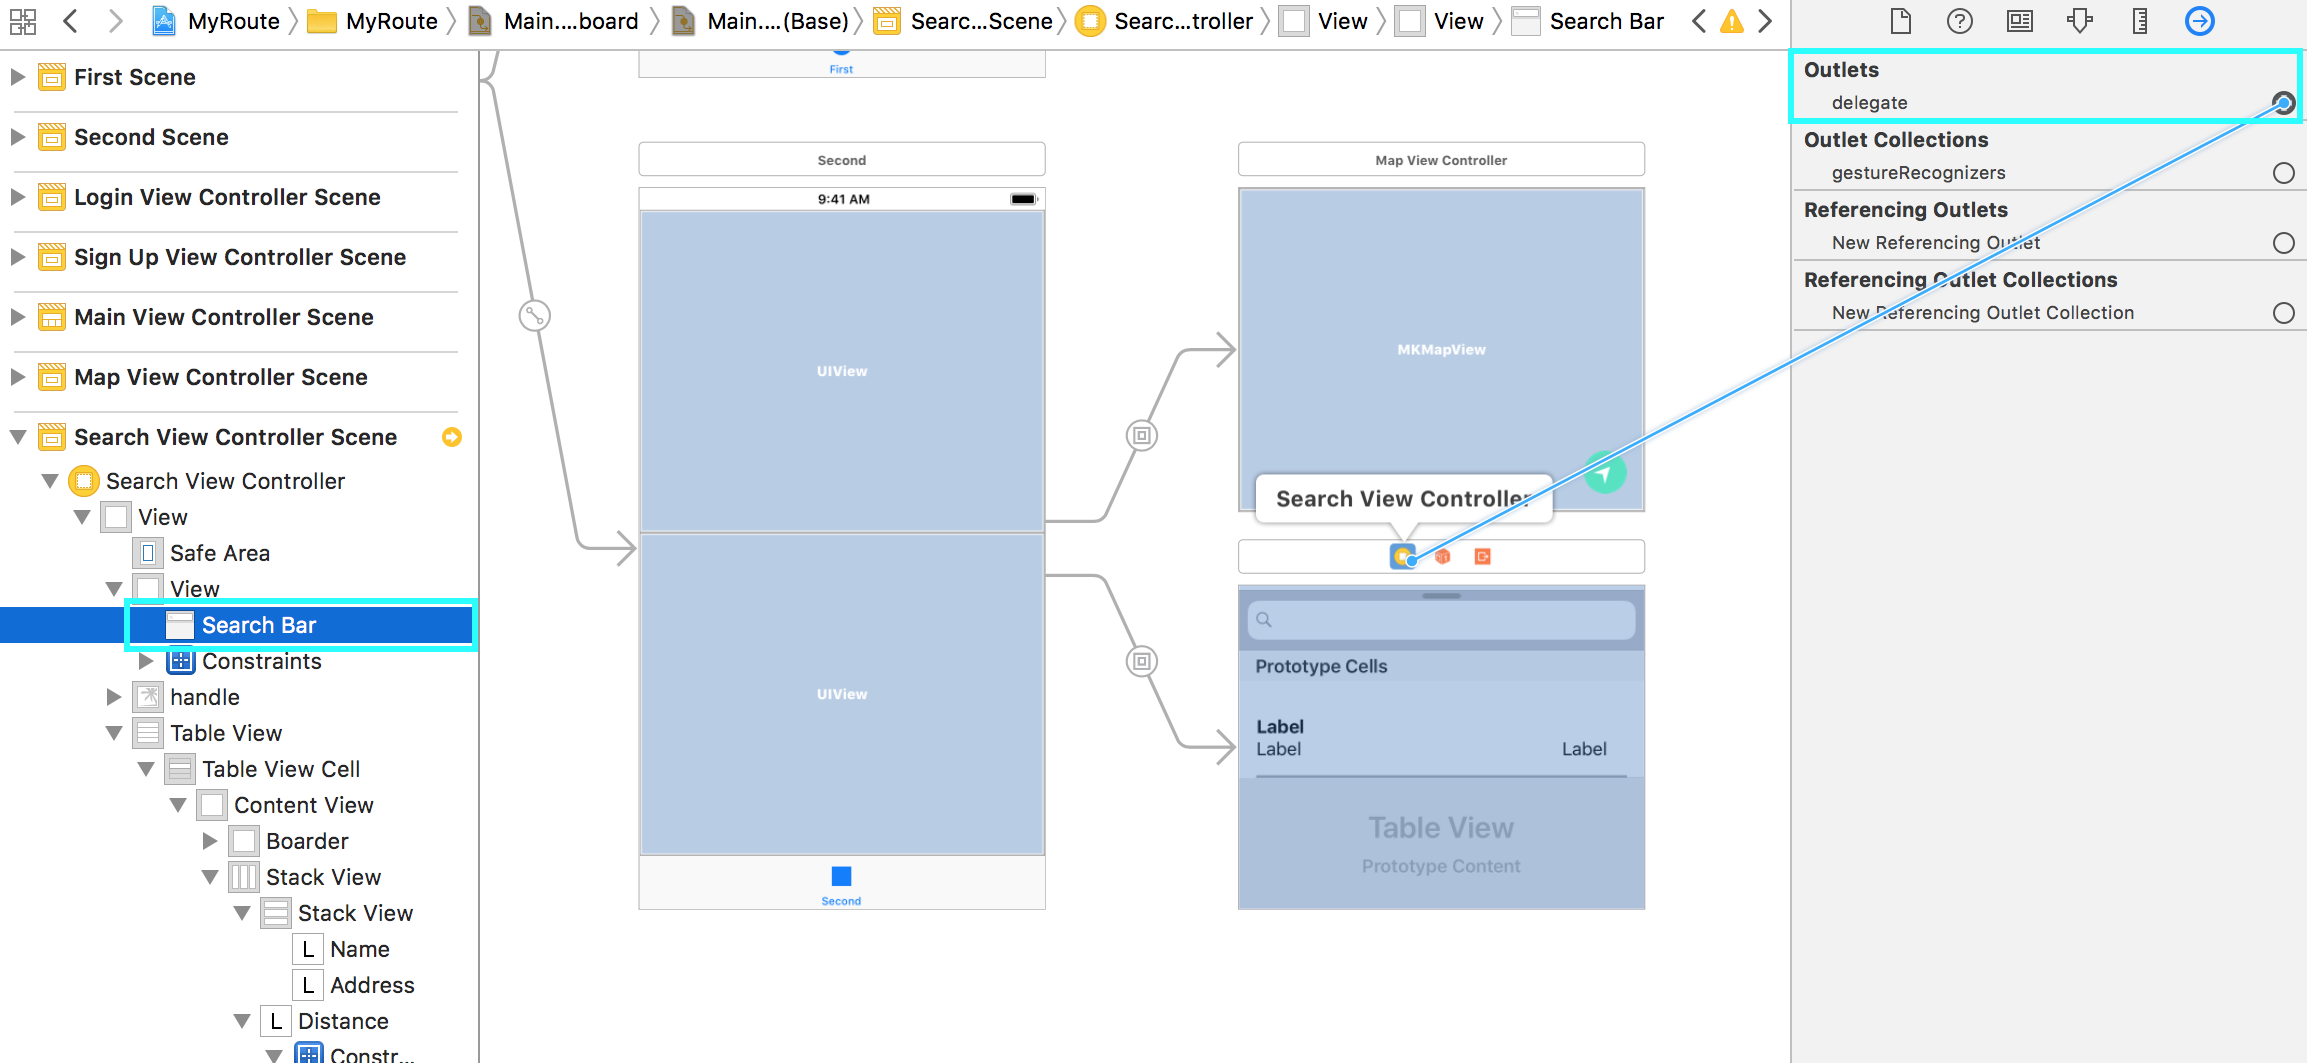 MyRoute
MyRoute
Main....board
Main....(Base)
Searc...Scene
Searc...troller
View
View
Search Bar
First Scene
Second Scene
Login View Controller Scene
Sign Up View Controller Scene
Main View Controller Scene
Map View Controller Scene
Search View Controller Scene
Search View Controller
View
Safe Area
View
Search Bar
Constraints
handle
Table View
Table View Cell
Content View
Boarder
Stack View
Stack View
L Name
L Address
L Distance
Constr...
First
Second
9:41 AM
UIView
UIView
Second
Map View Controller
MKMapView
Search View Controller
Prototype Cells
Label
Label
Label
Table View
Prototype Content
Outlets
delegate
Outlet Collections
gestureRecognizers
Referencing Outlets
New Referencing Outlet
Referencing Outlet Collections
New Referencing Outlet Collection